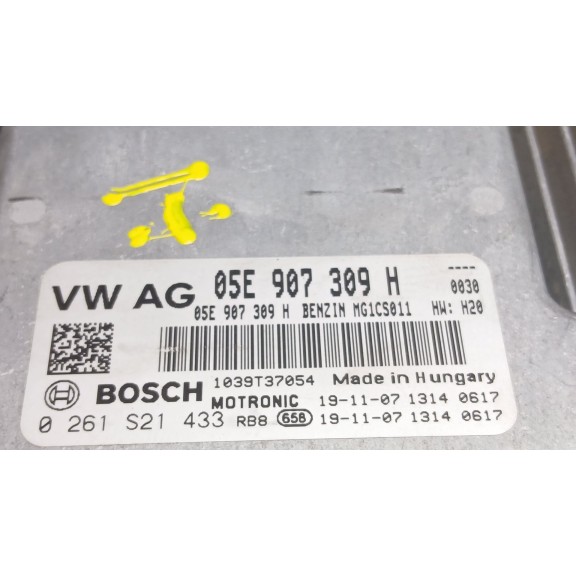 VW AG 05E 907 309 H ----
0030
05E 907 309 H BENZIN MG1CS011 HW: H20
BOSCH 1039T37054 Made in Hungary
MOTRONIC 19-11-07 1314 0617
0 261 S21 433 RB8 658 19-11-07 1314 0617